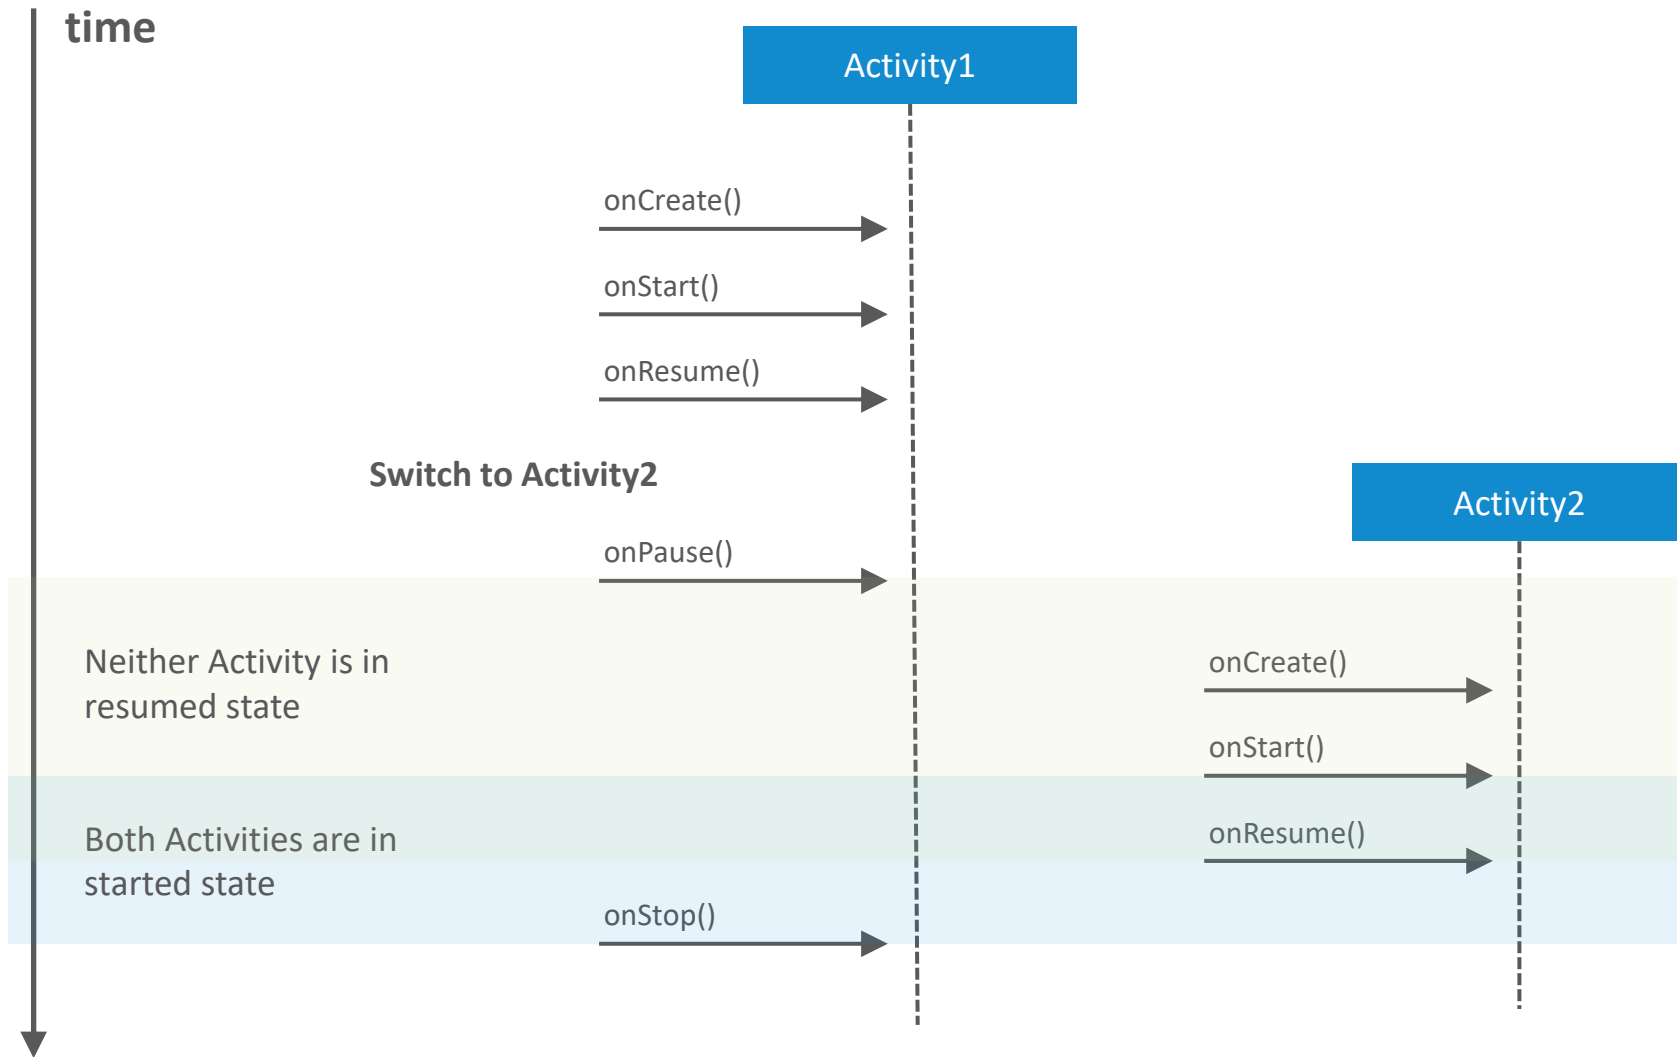 time
Activity1
onCreate()
onStart()
onResume()
Switch to Activity2
Activity2
onPause()
Neither Activity is in
resumed state
onCreate()
onStart()
Both Activities are in
started state
onResume()
onStop()